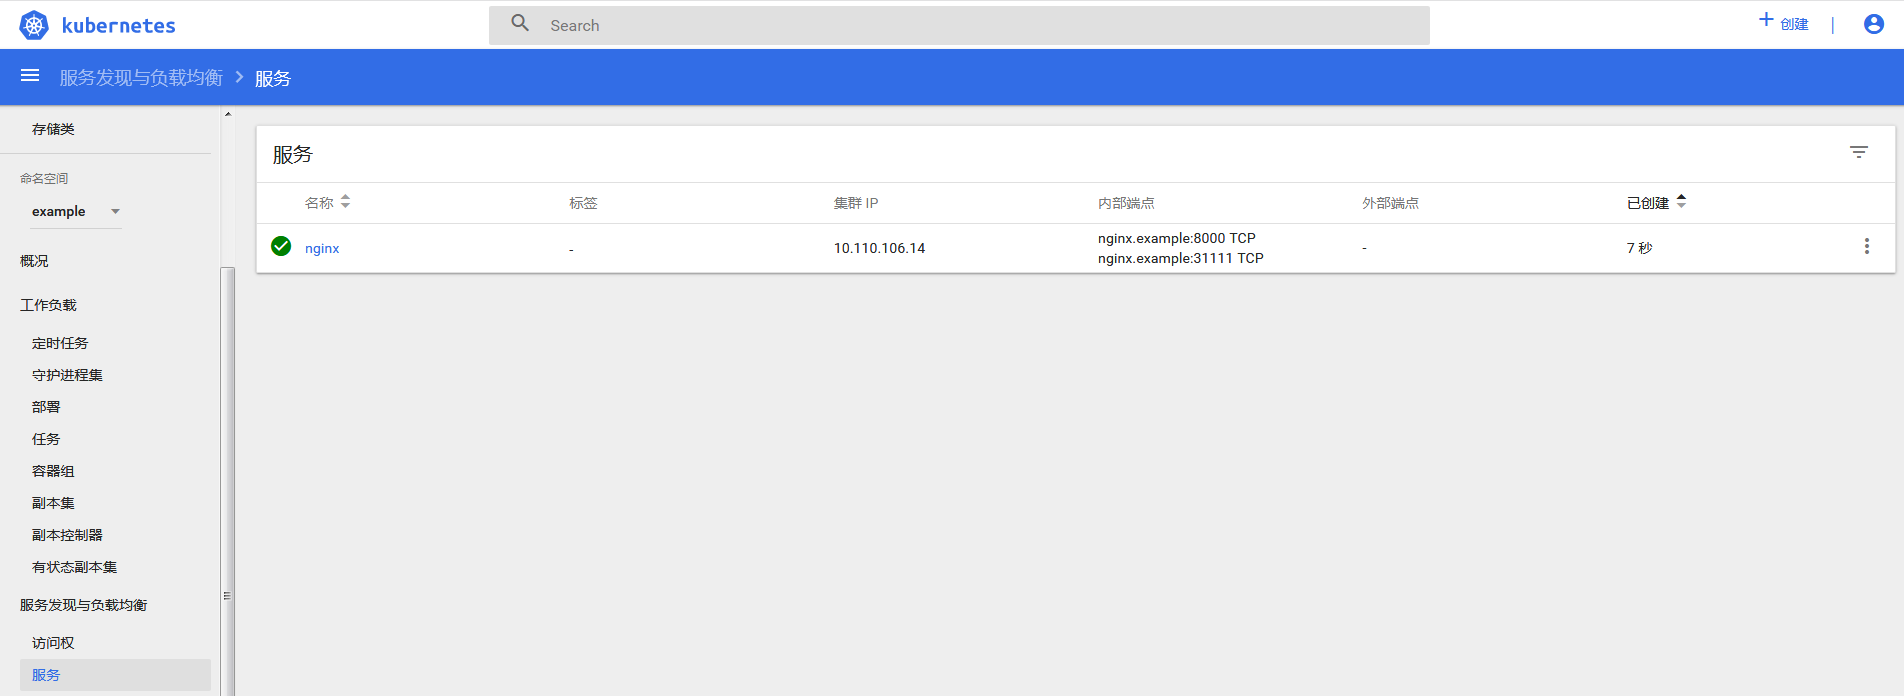 kubernetes
Search
创建
服务发现与负载均衡 > 服务
存储类
命名空间
example
概况
工作负载
定时任务
守护进程集
部署
任务
容器组
副本集
副本控制器
有状态副本集
服务发现与负载均衡
访问权
服务
服务
名称 标签 集群 IP 内部端点 外部端点 已创建
nginx - 10.110.106.14 nginx.example:8000 TCP - 7 秒
nginx.example:31111 TCP